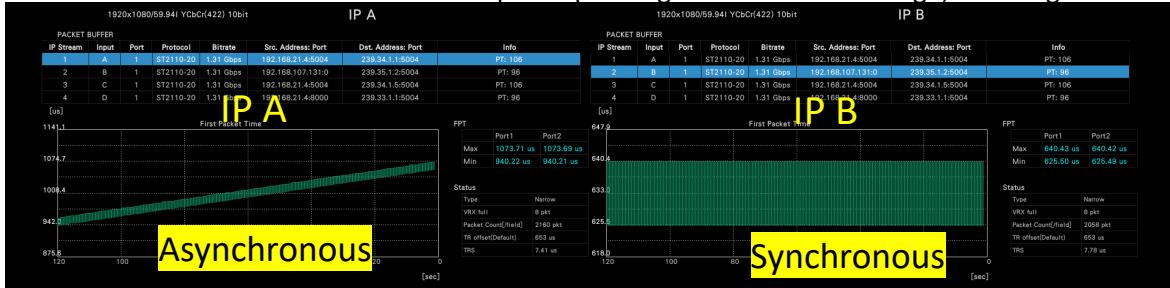 1920x1080/59.94I YCbCr(422) 10bit IP A
PACKET BUFFER
IP Stream Input Port Protocol Bitrate Src. Address: Port Dst. Address: Port Info
1 A 1 ST2110-20 1.31 Gbps 192.168.21.4:5004 239.34.1.1:5004 PT: 106
2 B 1 ST2110-20 1.31 Gbps 192.168.107.131:0 239.35.1.2:5004 PT: 96
3 C 1 ST2110-20 1.31 Gbps 192.168.21.4:5004 239.35.1.1:5004 PT: 106
4 D 1 ST2110-20 1.31 Gbps 192.168.21.4:8000 239.33.1.1:5004 PT: 96
[us]
IP A
First Packet Time
1141.1
1074.7
1008.4
942.0
875.6
120 100 20 0
[sec]
Asynchronous
FPT
Port1 Port2
Max 1073.71 us 1073.69 us
Min 940.22 us 940.21 us
Status
Type Narrow
VRX full 8 pkt
Packet Count[/field] 2160 pkt
TR offset(Default) 653 us
TRS 7.41 us
1920x1080/59.94I YCbCr(422) 10bit IP B
PACKET BUFFER
IP Stream Input Port Protocol Bitrate Src. Address: Port Dst. Address: Port Info
1 A 1 ST2110-20 1.31 Gbps 192.168.21.4:5004 239.34.1.1:5004 PT: 106
2 B 1 ST2110-20 1.31 Gbps 192.168.107.131:0 239.35.1.2:5004 PT: 96
3 C 1 ST2110-20 1.31 Gbps 192.168.21.4:5004 239.35.1.1:5004 PT: 106
4 D 1 ST2110-20 1.31 Gbps 192.168.21.4:8000 239.33.1.1:5004 PT: 96
[us]
IP B
First Packet Time
647.9
640.4
633.0
625.5
618.0
120 100 80 0
[sec]
Synchronous
FPT
Port1 Port2
Max 640.43 us 640.42 us
Min 625.50 us 625.49 us
Status
Type Narrow
VRX full 8 pkt
Packet Count[/field] 2058 pkt
TR offset(Default) 653 us
TRS 7.78 us